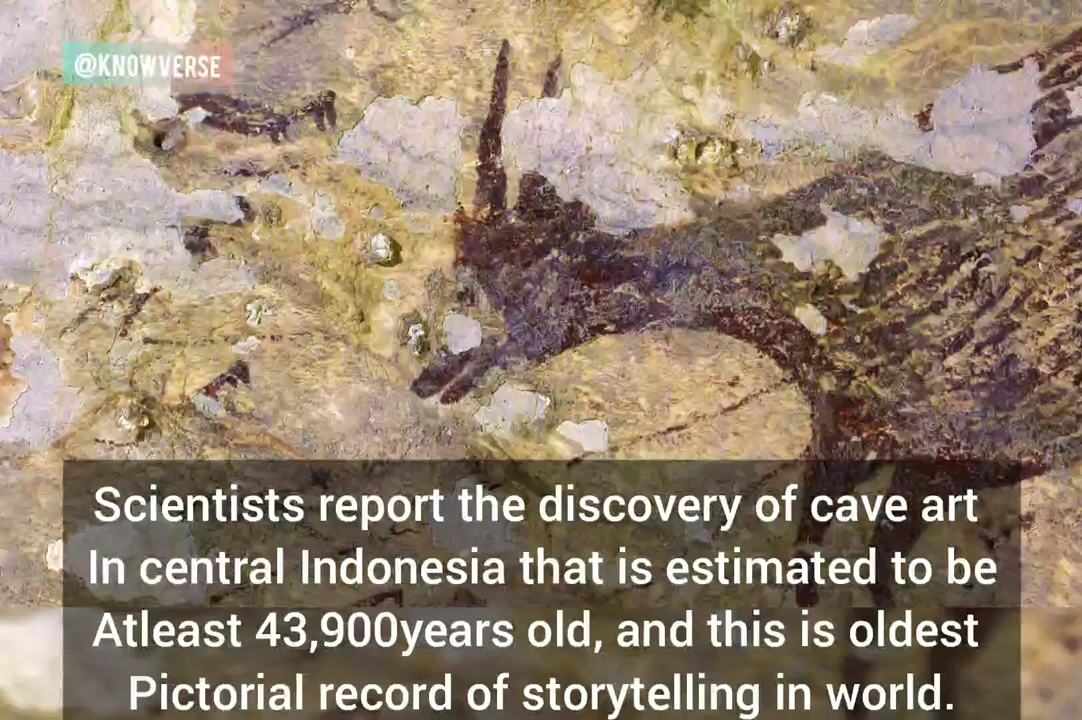 @KNOWVERSE
Scientists report the discovery of cave art
In central Indonesia that is estimated to be
Atleast 43,900years old, and this is oldest
Pictorial record of storytelling in world.